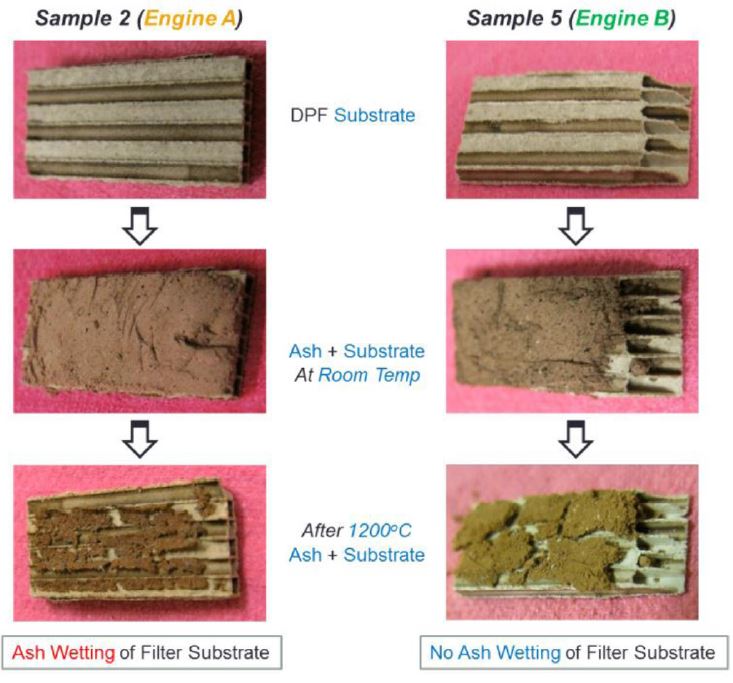 Sample 2 (Engine A)
Sample 5 (Engine B)
DPF Substrate
Ash + Substrate
At Room Temp
After 1200°C
Ash + Substrate
Ash Wetting of Filter Substrate
No Ash Wetting of Filter Substrate